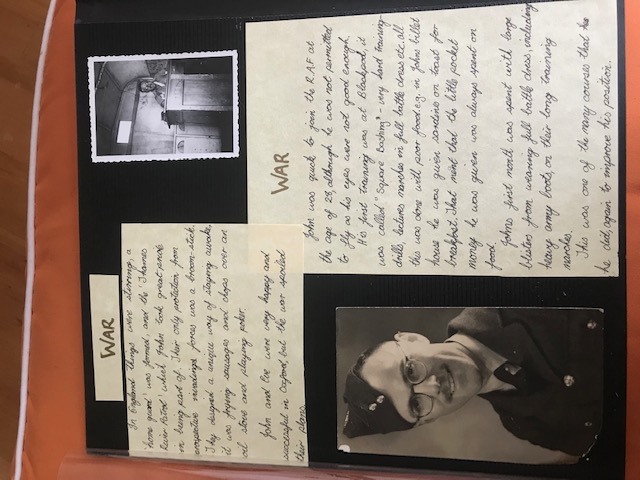 WAR
In England things were stirring, a
'home guard' was formed, and the 'Thames
River Patrol' which John took great pride
in being part of. Their only protection from
prospective invadings forces was a broom-stick.
They designed a unique way of staying awake,
it was frying sausages and chops over an
oil stove and playing poker.
John and Eve were very happy and
successful in Oxford, but the war spoiled
their plans.
WAR
John was quick to join the R.A.F at
the age of 28, although he was not permitted
to fly as his eyes were not good enough.
His first training was at Blackpool, it
was called "Square Bashing" - very hard training-
drills, lectures marches in full battle dress etc. all
this was done with poor food. e.g. in Johns billet
house he was given sardine on toast for
breakfast. That ment that the little pocket
money he was given was always spent on
food.
Johns first month was spent with large
blisters from wearing full battle dress, including
heavy army boots, on their long training
marches.
This was one of the many courses that
he did, again to improve his position.